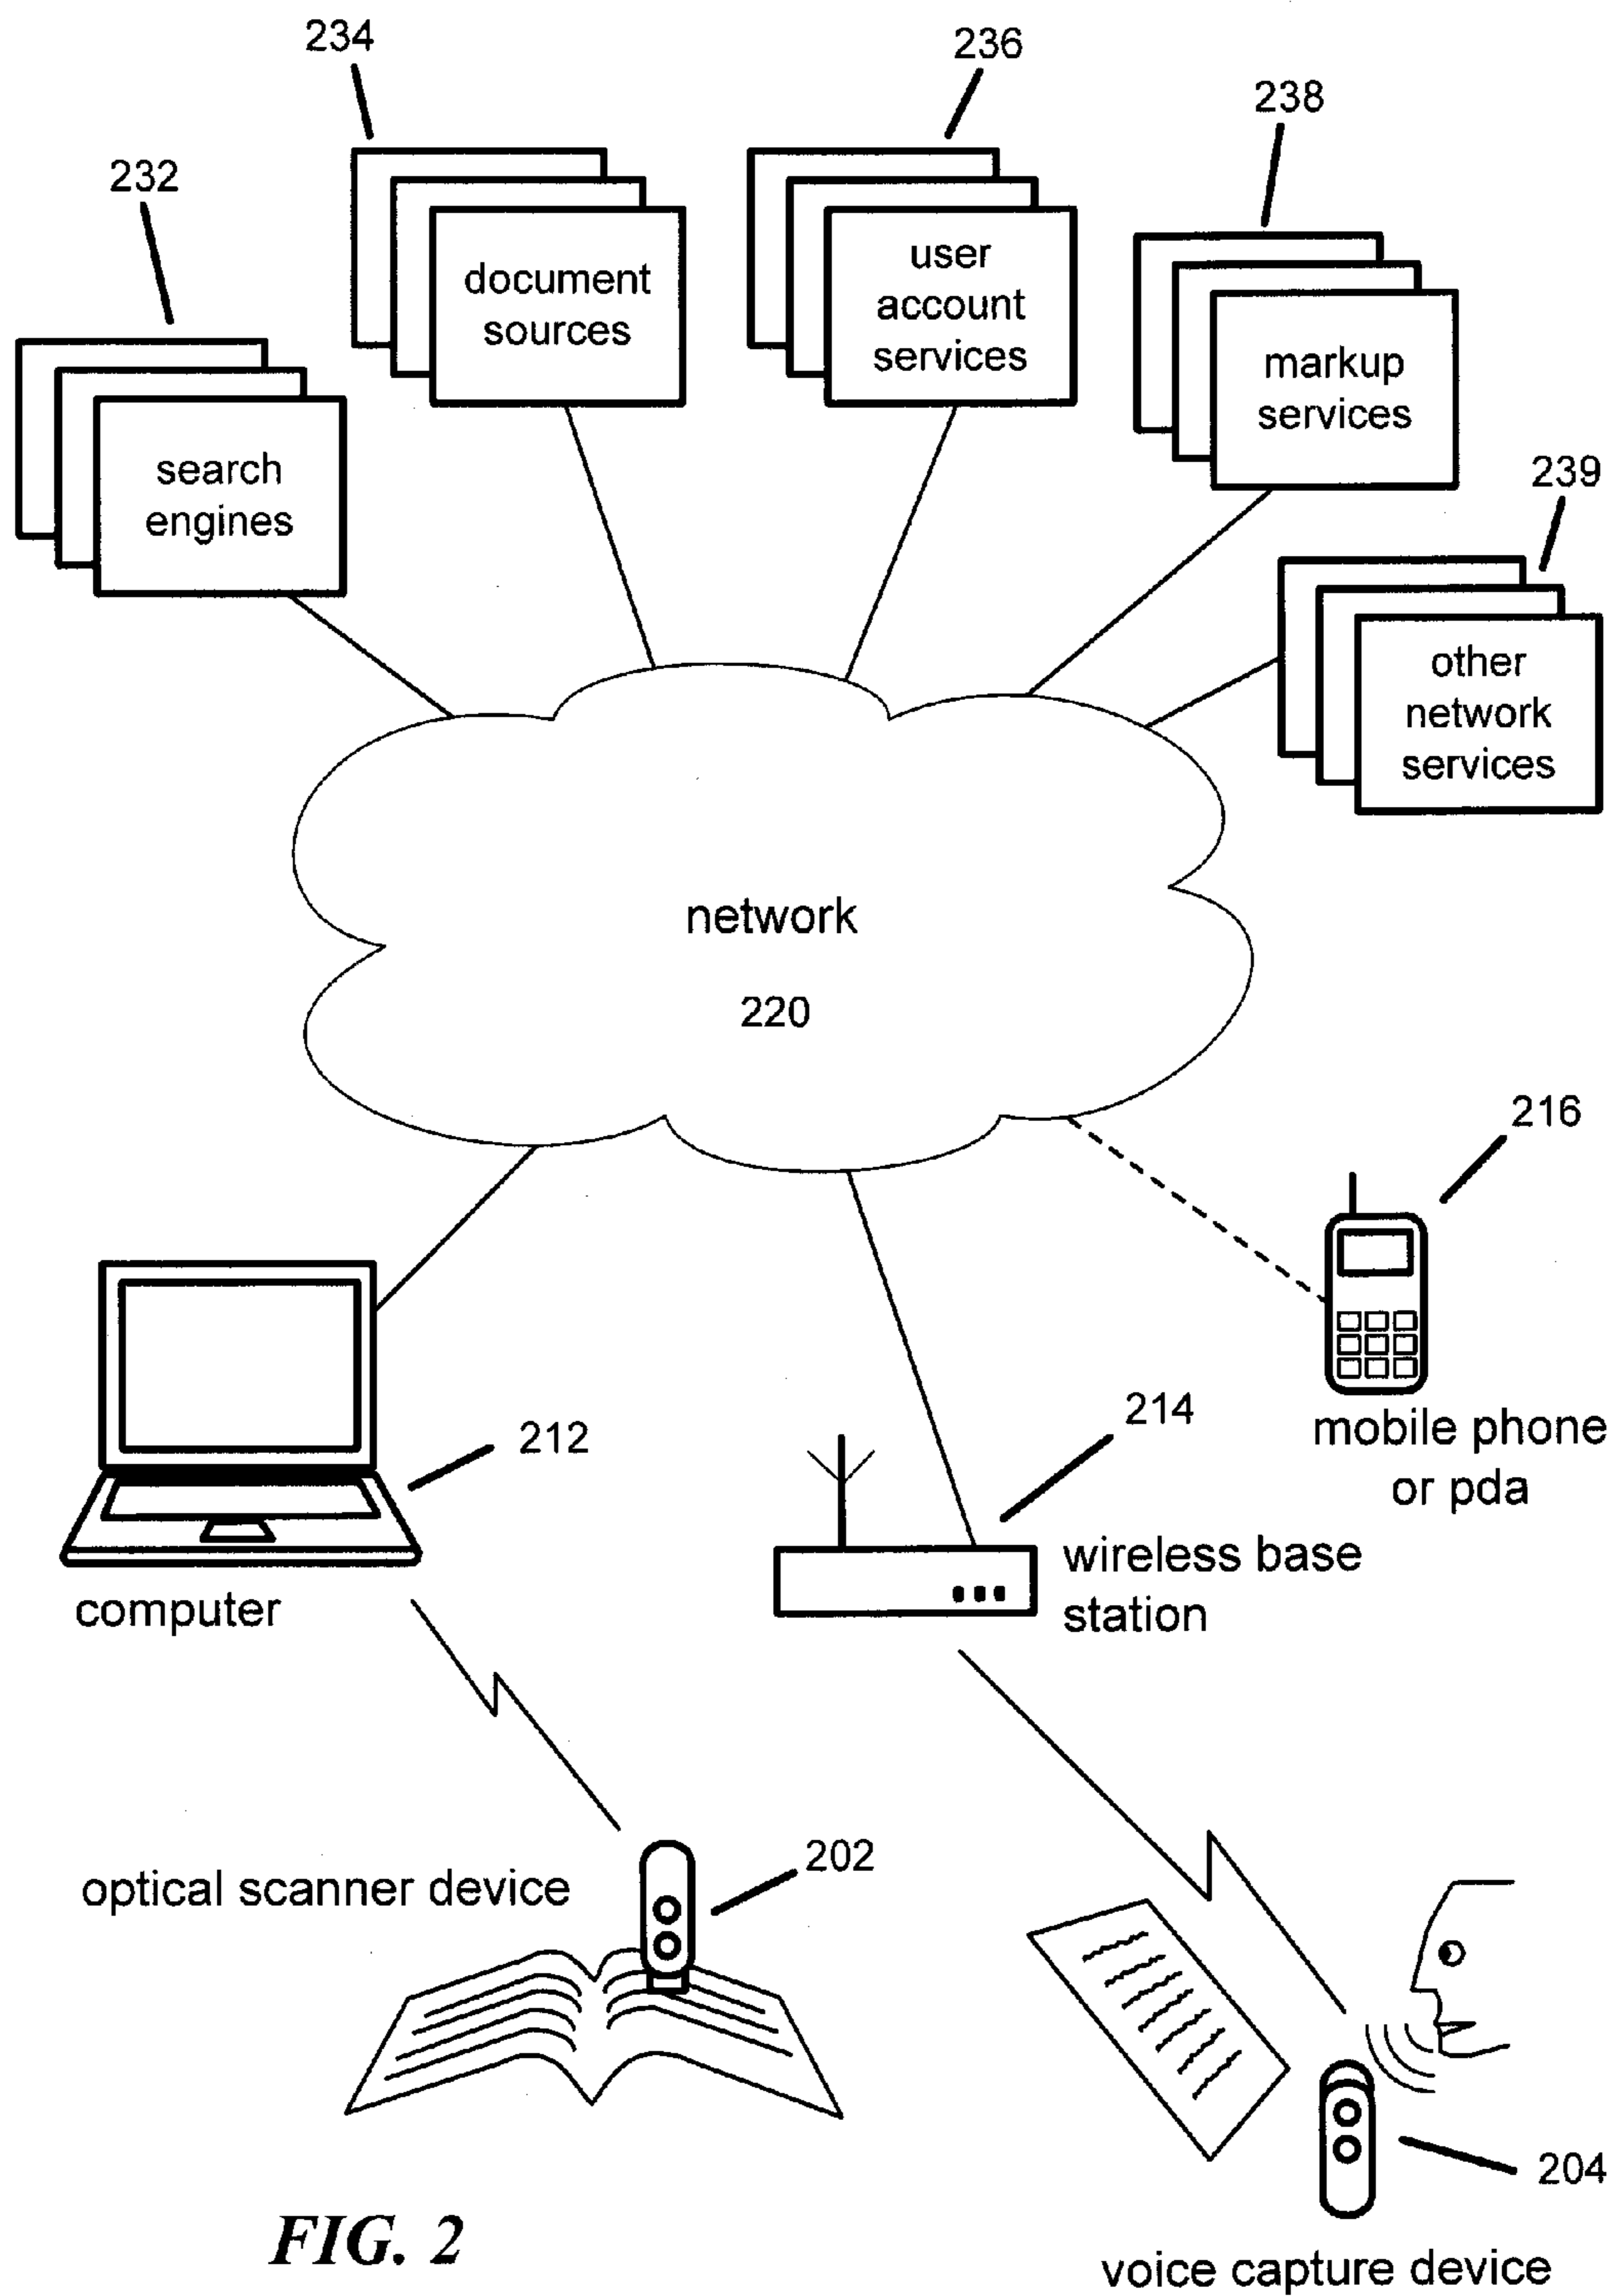 234
236
238
232
document
sources
user
account
services
markup
services
239
search
engines
other
network
services
network
220
216
mobile phone
or pda
214
212
wireless base
station
computer
202
optical scanner device
204
FIG. 2
voice capture device